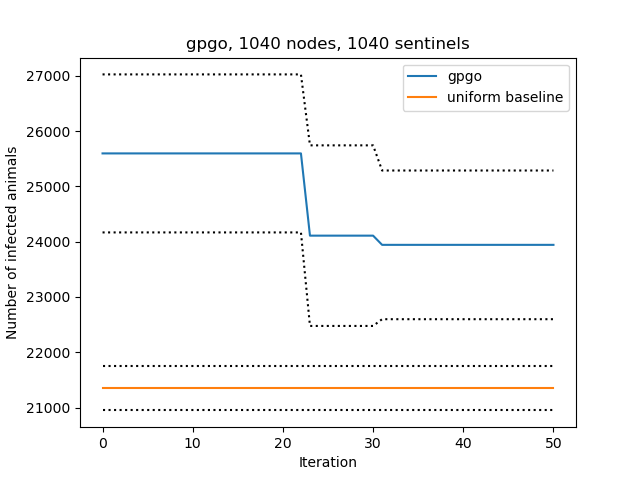 gpgo, 1040 nodes, 1040 sentinels
gpgo
uniform baseline
Number of infected animals
27000
26000
25000
24000
23000
22000
21000
0 10 20 30 40 50
Iteration